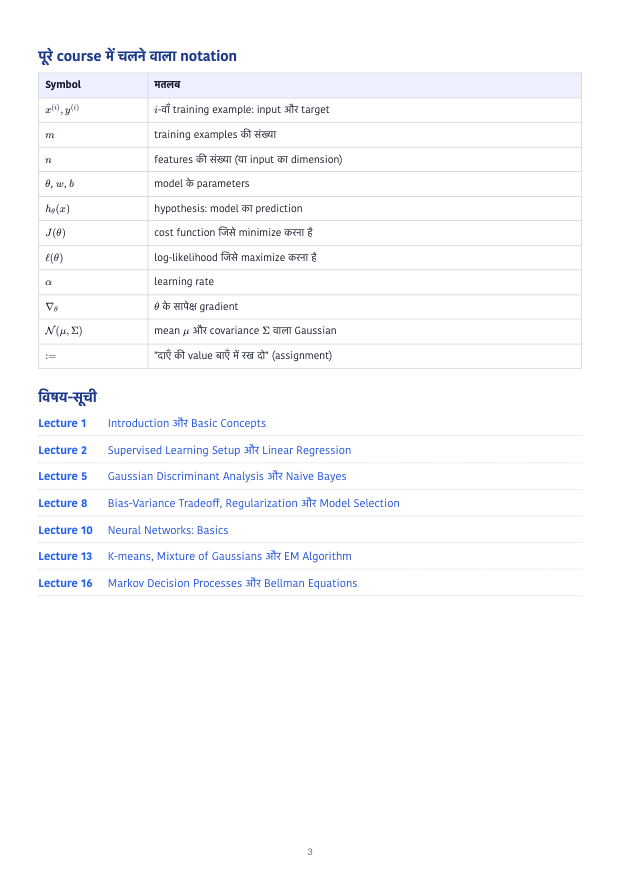 पूरे course में चलने वाला notation
Symbol मतलब
x⁽ⁱ⁾, y⁽ⁱ⁾ i-वाँ training example: input और target
m training examples की संख्या
n features की संख्या (या input का dimension)
θ, w, b model के parameters
hθ(x) hypothesis: model का prediction
J(θ) cost function जिसे minimize करना है
ℓ(θ) log-likelihood जिसे maximize करना है
α learning rate
∇θ θ के सापेक्ष gradient
𝒩(μ, Σ) mean μ और covariance Σ वाला Gaussian
:= "दाएँ की value बाएँ में रख दो" (assignment)
विषय-सूची
Lecture 1 Introduction और Basic Concepts
Lecture 2 Supervised Learning Setup और Linear Regression
Lecture 5 Gaussian Discriminant Analysis और Naive Bayes
Lecture 8 Bias-Variance Tradeoff, Regularization और Model Selection
Lecture 10 Neural Networks: Basics
Lecture 13 K-means, Mixture of Gaussians और EM Algorithm
Lecture 16 Markov Decision Processes और Bellman Equations
3